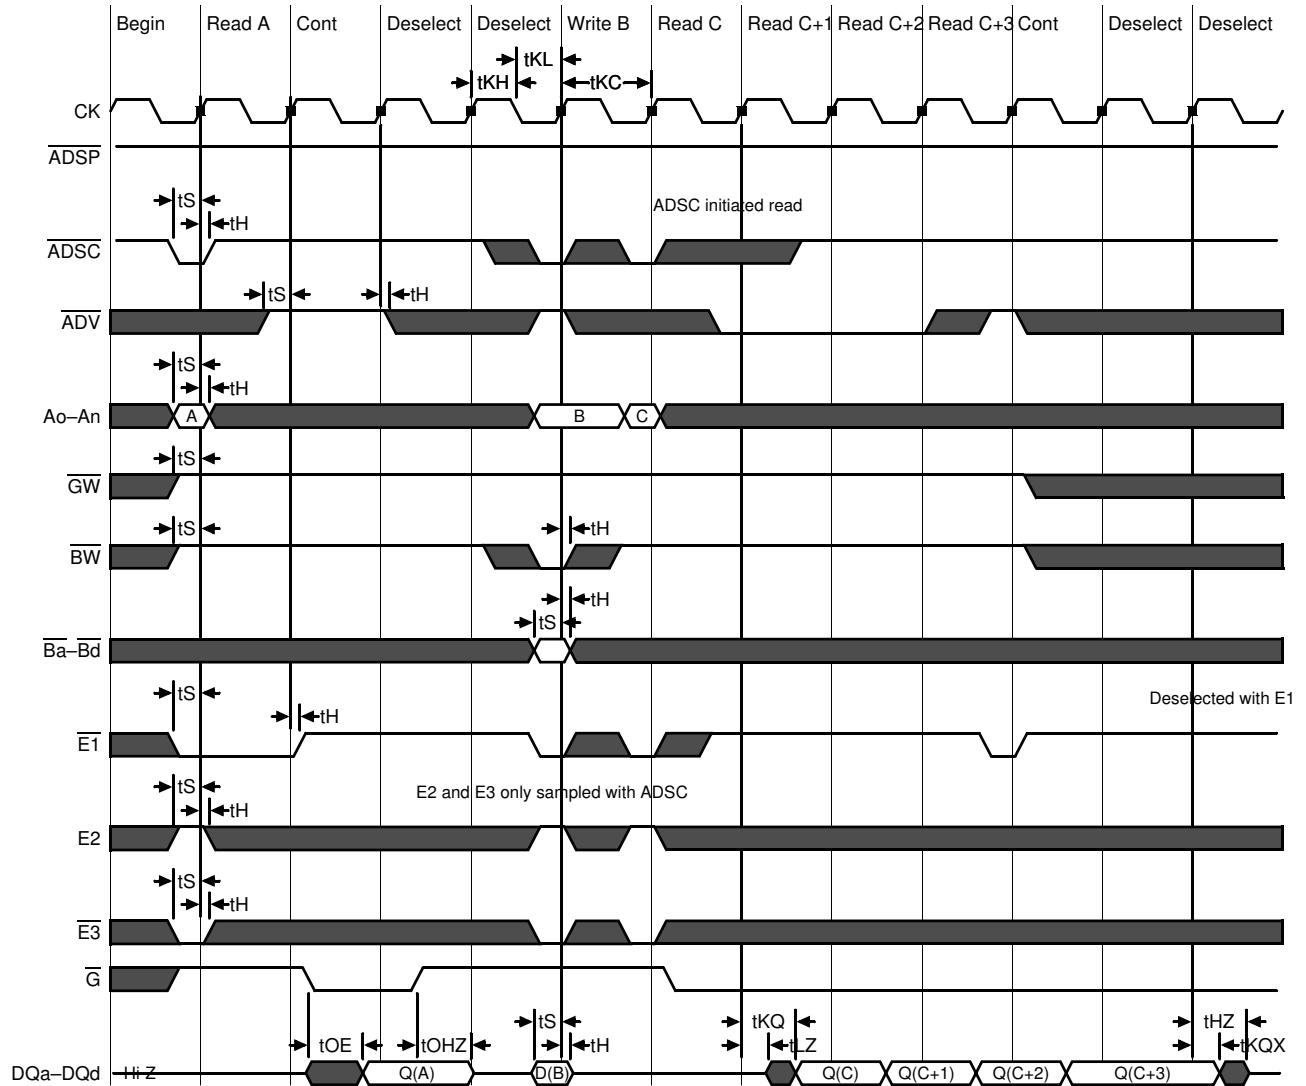 Begin Read A Cont Deselect Deselect Write B Read C Read C+1 Read C+2 Read C+3 Cont Deselect Deselect
tKL
tKH tKC
CK
ADSP
tS ADSC initiated read
tH
ADSC
tS tH
ADV
tS
tH
Ao–An A B C
tS
GW
tS tH
BW
tH
tS
Ba–Bd
tS Deselected with E1
tH
E1
tS E2 and E3 only sampled with ADSC
tH
E2
tS
tH
E3
G
tS tKQ tHZ
tOE tOHZ tH tLZ tKQX
DQa–DQd Hi-Z Q(A) D(B) Q(C) Q(C+1) Q(C+2) Q(C+3)